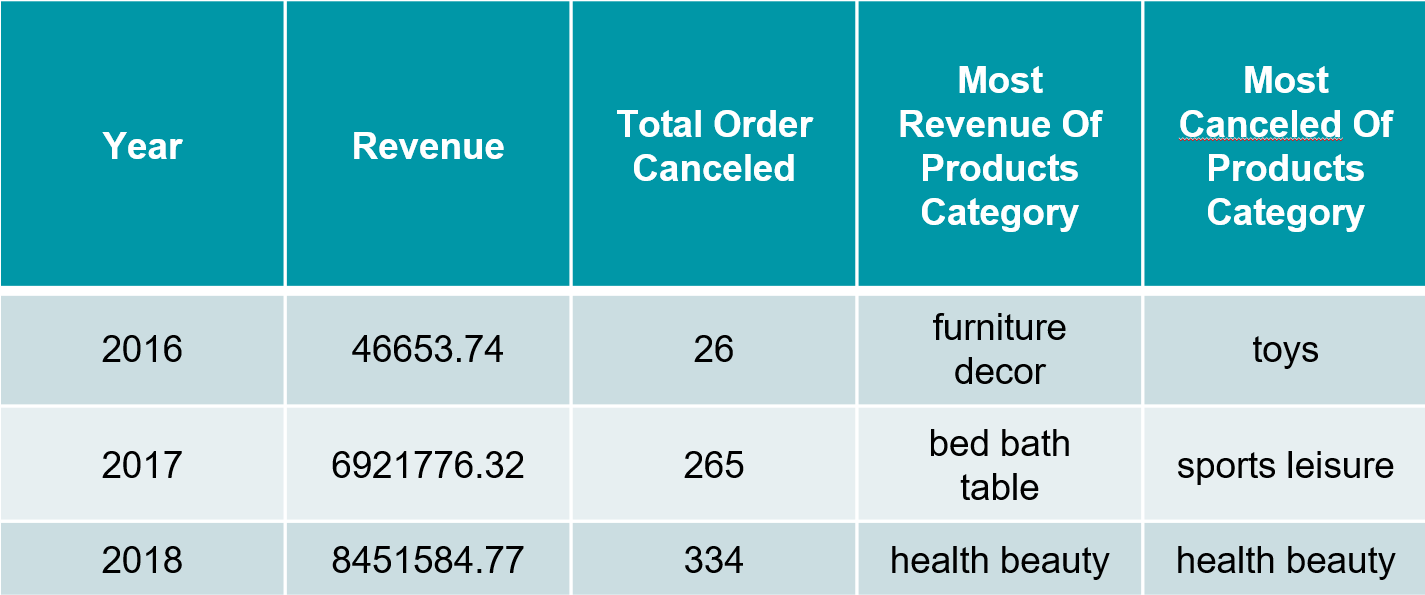 Year
Revenue
Total Order
Canceled
Most
Revenue Of
Products
Category
Most
Canceled Of
Products
Category
2016
46653.74
26
furniture
decor
toys
2017
6921776.32
265
bed bath
table
sports leisure
2018
8451584.77
334
health beauty
health beauty